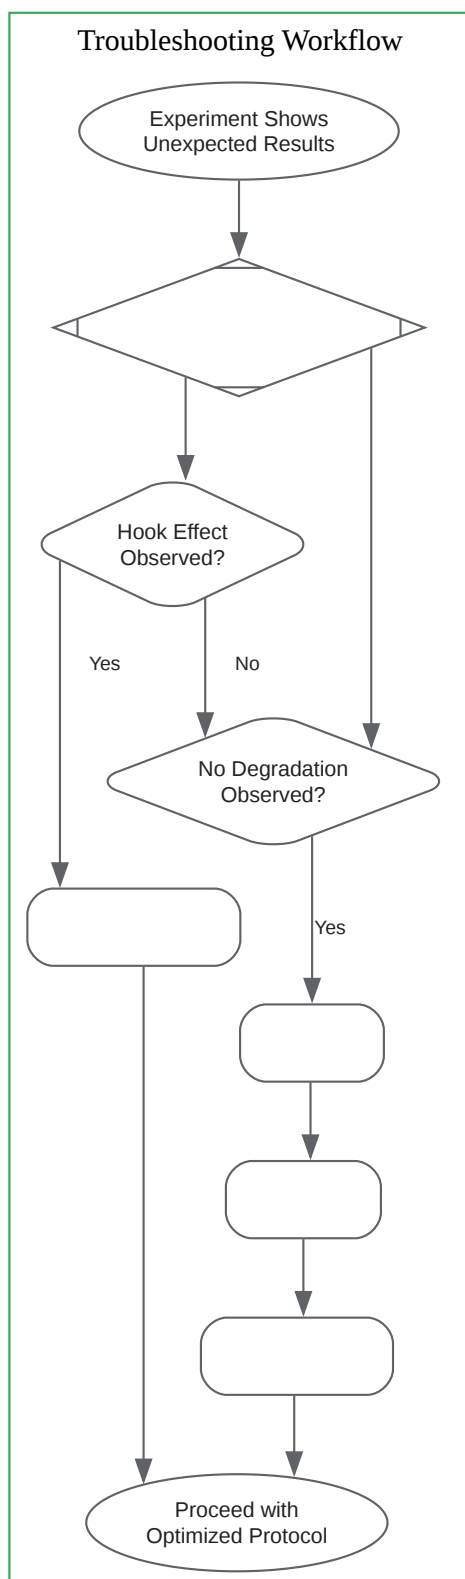 Troubleshooting Workflow
Experiment Shows
Unexpected Results
Hook Effect
Observed?
Yes
No
No Degradation
Observed?
Yes
Proceed with
Optimized Protocol